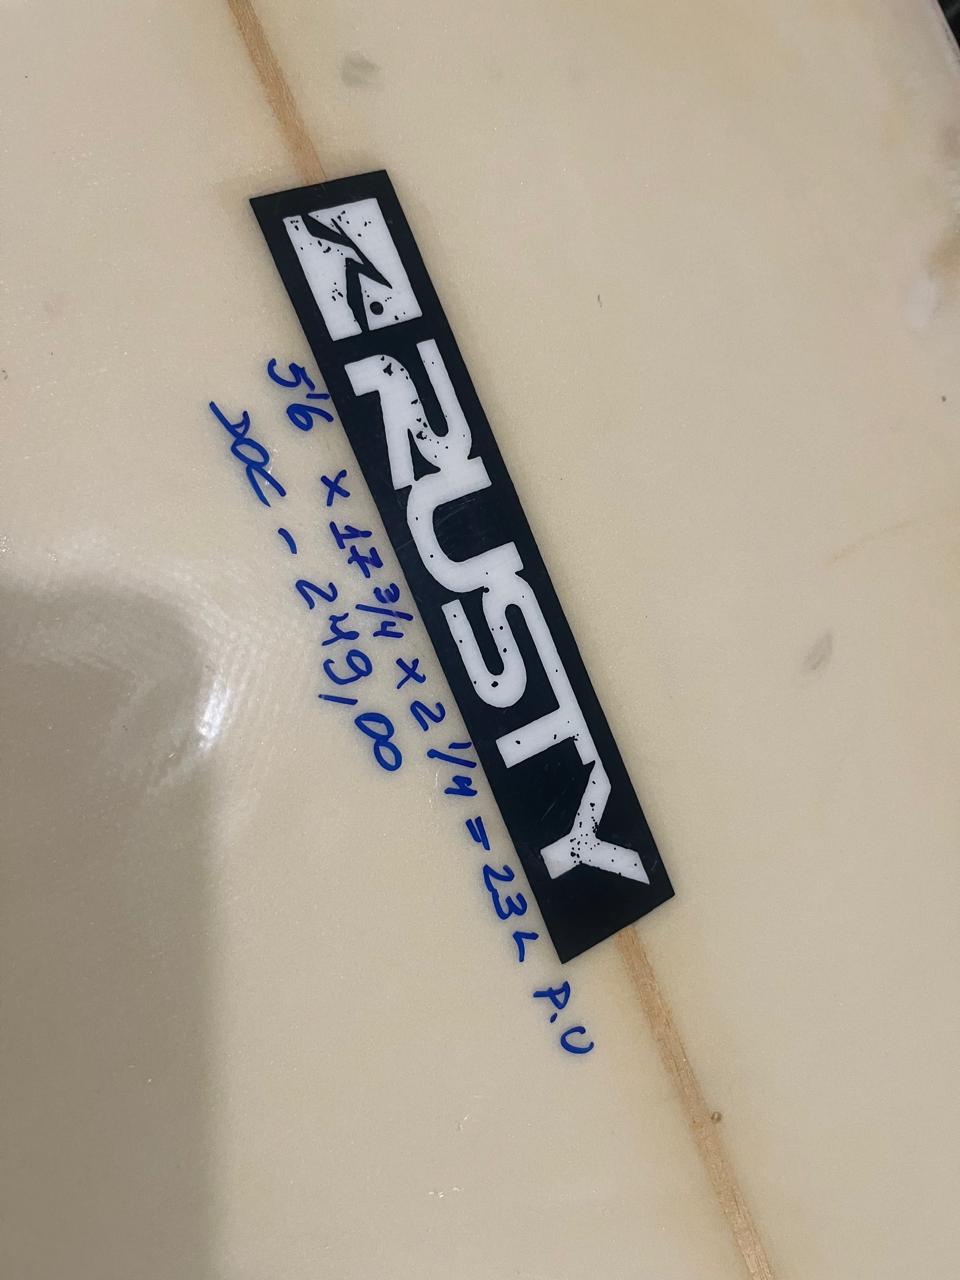 RUSTY
5'6 x 17 3/4 x 2 1/4 = 23L P.U
DOC - 249,00